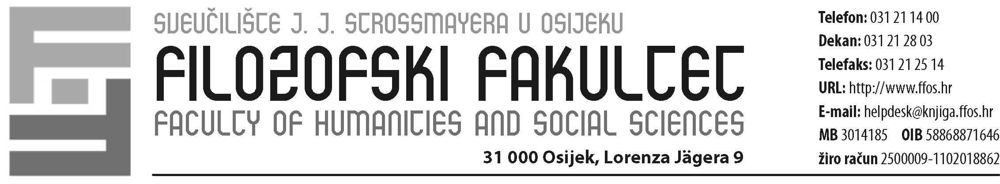 SVEUČILIŠTE J. J. STROSSMAYERA U OSIJEKU
FILOZOFSKI FAKULTET
FACULTY OF HUMANITIES AND SOCIAL SCIENCES
31 000 Osijek, Lorenza Jägera 9
Telefon: 031 21 14 00
Dekan: 031 21 28 03
Telefaks: 031 21 25 14
URL: http://www.ffos.hr
E-mail: helpdesk@knjiga.ffos.hr
MB 3014185 OIB 58868871646
žiro račun 2500009-1102018862